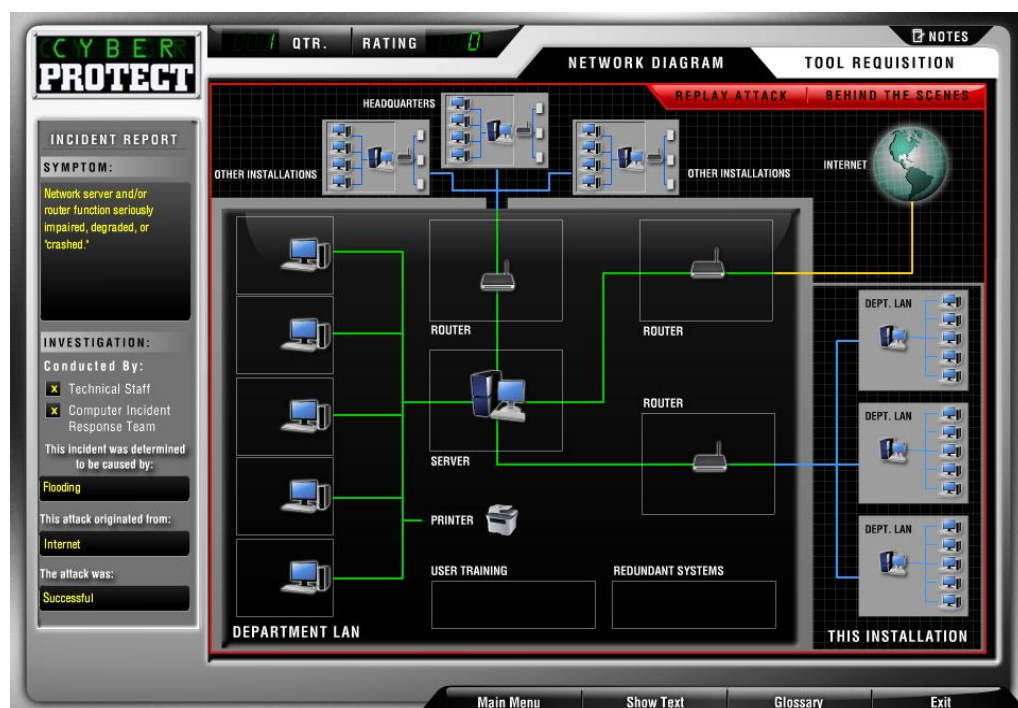 CYBER
PROTECT
1 QTR. RATING 0
NOTES
NETWORK DIAGRAM
TOOL REQUISITION
REPLAY ATTACK
BEHIND THE SCENES
INCIDENT REPORT
SYMPTOM:
Network server and/or
router function seriously
impaired, degraded, or
"crashed."
INVESTIGATION:
Conducted By:
X Technical Staff
X Computer Incident
Response Team
This incident was determined
to be caused by:
Flooding
This attack originated from:
Internet
The attack was:
Successful
HEADQUARTERS
OTHER INSTALLATIONS
OTHER INSTALLATIONS
INTERNET
ROUTER
ROUTER
ROUTER
SERVER
PRINTER
USER TRAINING
REDUNDANT SYSTEMS
DEPARTMENT LAN
DEPT. LAN
DEPT. LAN
DEPT. LAN
THIS INSTALLATION
Main Menu
Show Text
Glossary
Exit